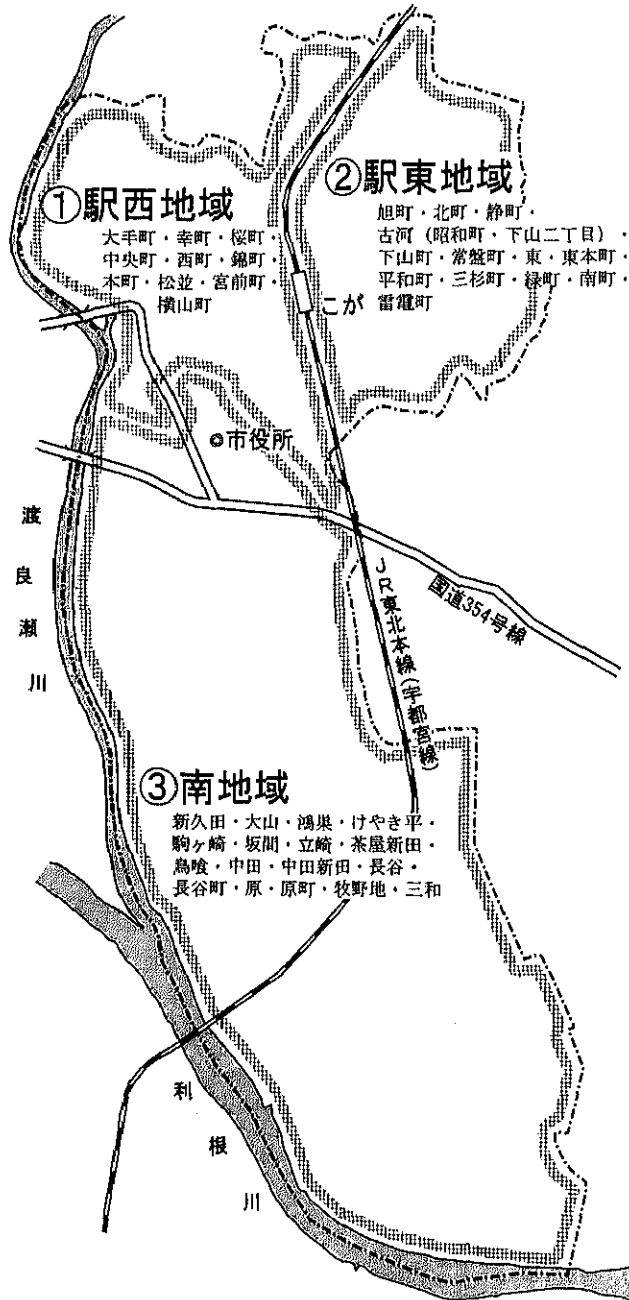 ①駅西地域
大手町・幸町・桜町・
中央町・西町・錦町・
本町・松並・宮前町・
横山町
②駅東地域
旭町・北町・静町・
古河（昭和町・下山二丁目）・
下山町・常盤町・東・東本町・
平和町・三杉町・緑町・南町・
雷電町
こが
◎市役所
渡良瀬川
国道354号線
JR東北本線(宇都宮線)
③南地域
新久田・大山・鴻巣・けやき平・
駒ヶ崎・坂間・立崎・茶屋新田・
鳥喰・中田・中田新田・長谷・
長谷町・原・原町・牧野地・三和
利根川